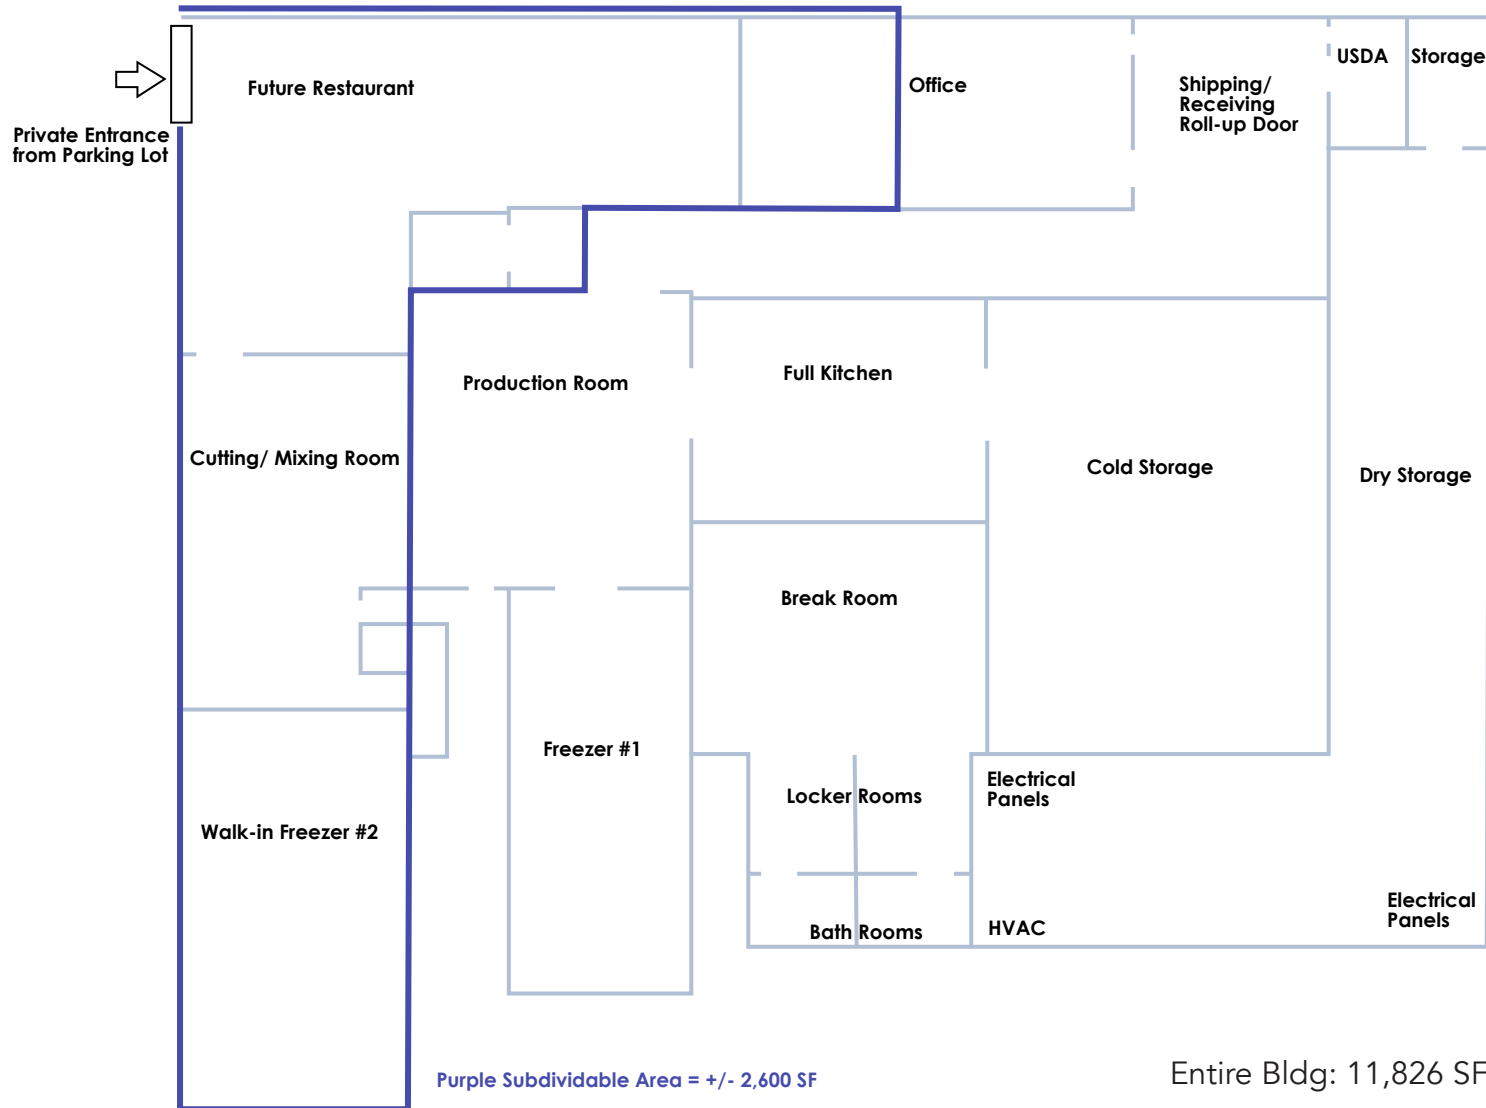 USDA
Storage
Future Restaurant
Office
Shipping/
Receiving
Roll-up Door
Private Entrance
from Parking Lot
Production Room
Full Kitchen
Cutting/ Mixing Room
Cold Storage
Dry Storage
Break Room
Freezer #1
Locker Rooms
Electrical
Panels
Walk-in Freezer #2
Bath Rooms
HVAC
Electrical
Panels
Purple Subdividable Area = +/- 2,600 SF
Entire Bldg: 11,826 SF